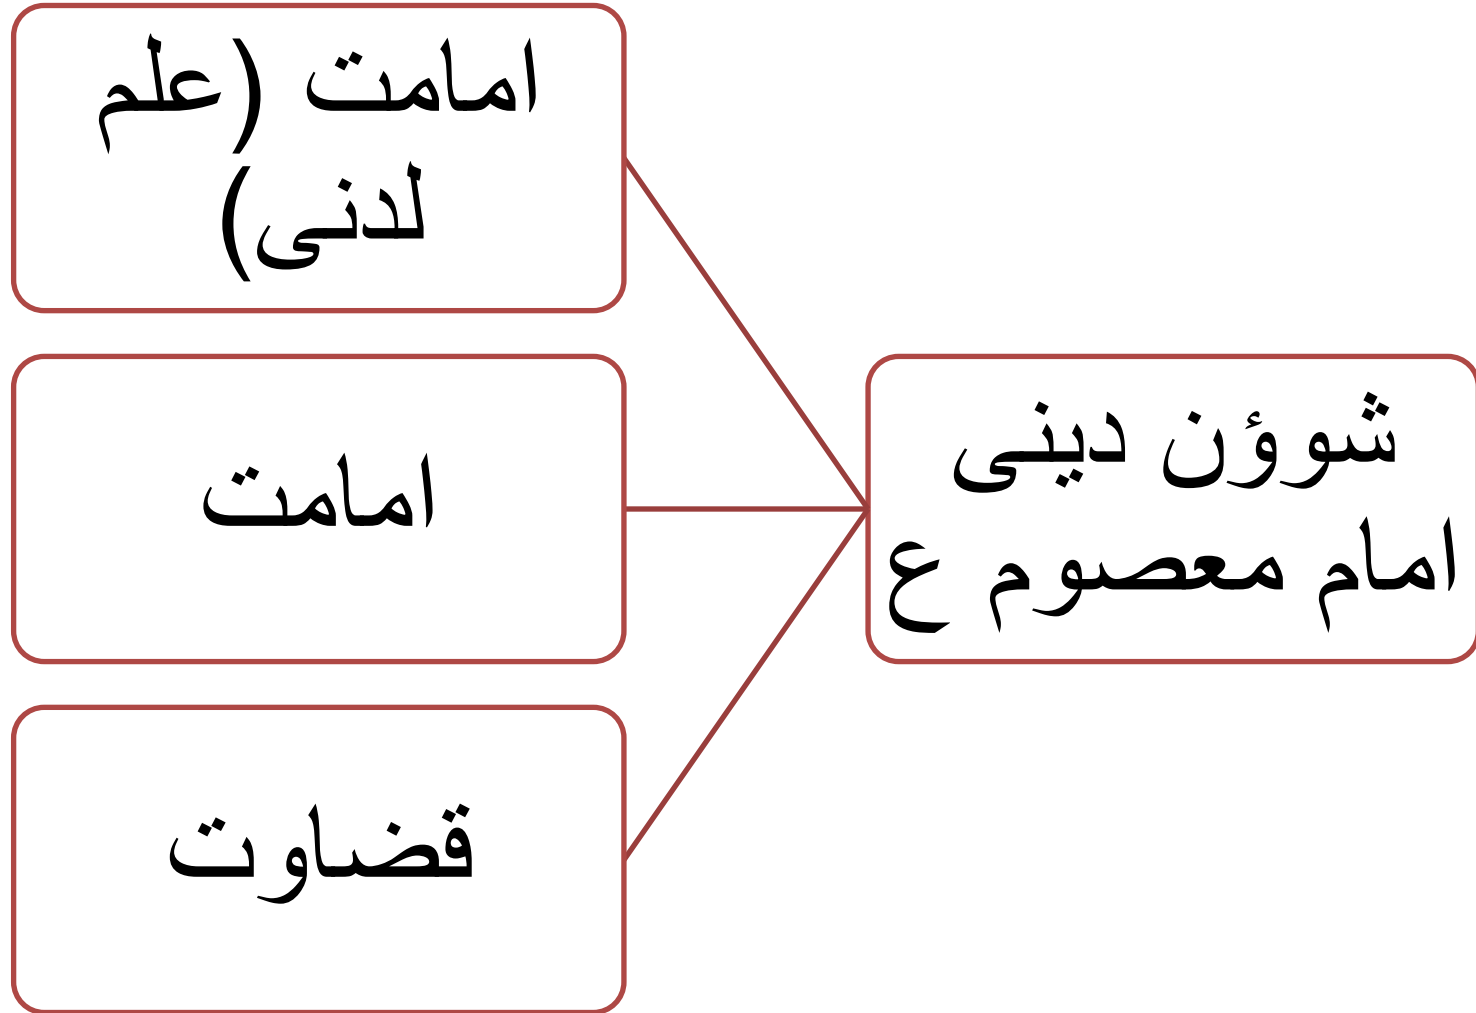 شوؤن دینی
امام معصوم ع
امامت (علم
لدنی)
امامت
قضاوت